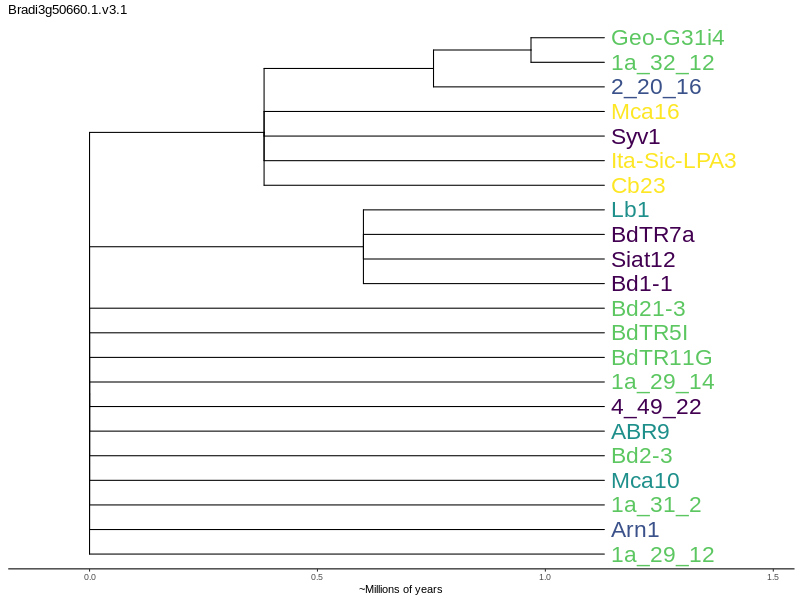 Bradi3g50660.1.v3.1
Geo-G31i4
1a_32_12
2_20_16
Mca16
Syv1
Ita-Sic-LPA3
Cb23
Lb1
BdTR7a
Siat12
Bd1-1
Bd21-3
BdTR5I
BdTR11G
1a_29_14
4_49_22
ABR9
Bd2-3
Mca10
1a_31_2
Arn1
1a_29_12
0.0 0.5 1.0 1.5
~Millions of years